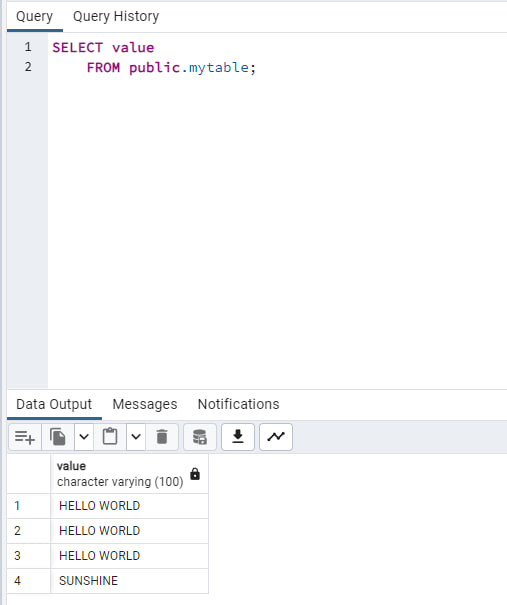 Query Query History
1 SELECT value
2 FROM public.mytable;
Data Output Messages Notifications
value
character varying (100)
1 HELLO WORLD
2 HELLO WORLD
3 HELLO WORLD
4 SUNSHINE